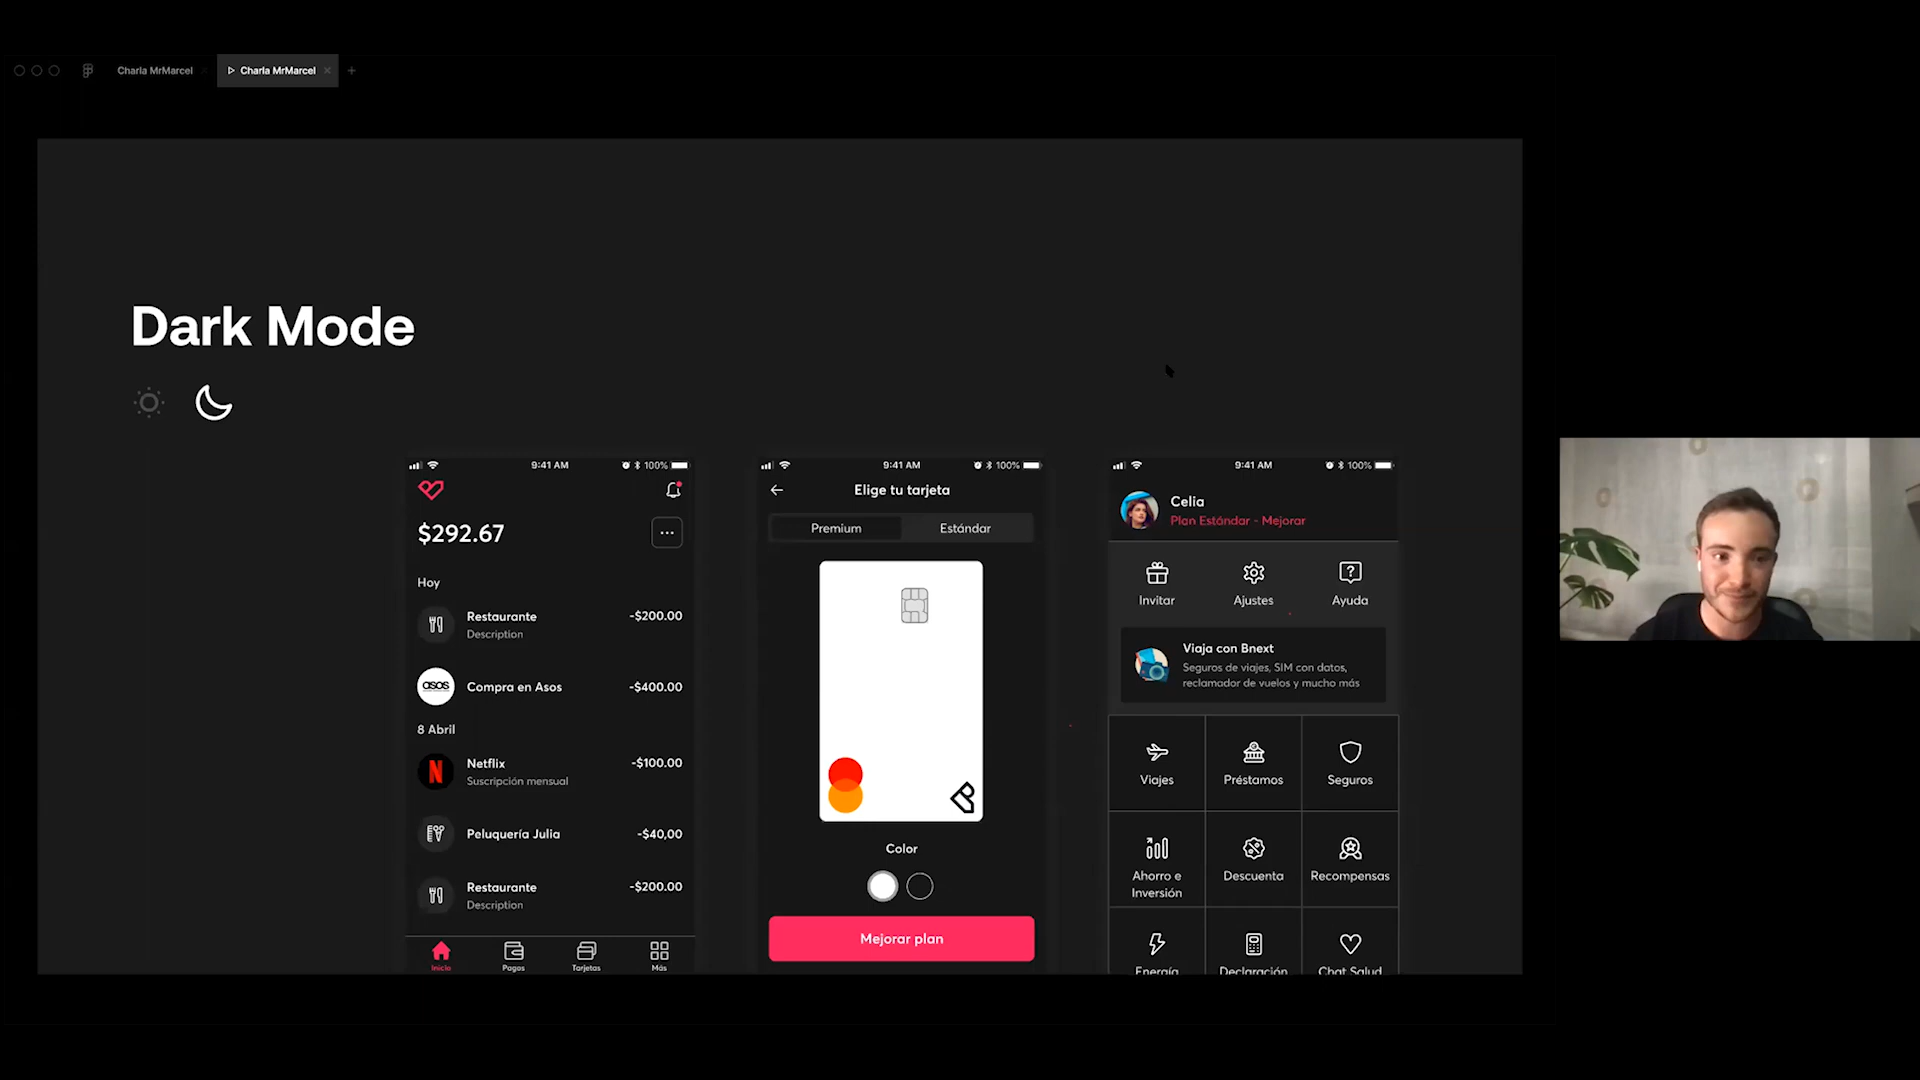 Charla MrMarcel
Charla MrMarcel
Dark Mode
9:41 AM
100%
$292.67
Hoy
Restaurante
-$200.00
Description
asos
Compra en Asos
-$400.00
8 Abril
N
Netflix
-$100.00
Suscripción mensual
Peluquería Julia
-$40,00
Restaurante
-$200.00
Description
Inicio
Pagos
Tarjetas
Más
9:41 AM
100%
Elige tu tarjeta
Premium
Estándar
Color
Mejorar plan
9:41 AM
100%
Celia
Plan Estándar - Mejorar
Invitar
Ajustes
Ayuda
Viaja con Bnext
Seguros de viajes, SIM con datos,
reclamador de vuelos y mucho más
Viajes
Préstamos
Seguros
Ahorro e
Inversión
Descuenta
Recompensas
Energía
Declaración
Chat Salud